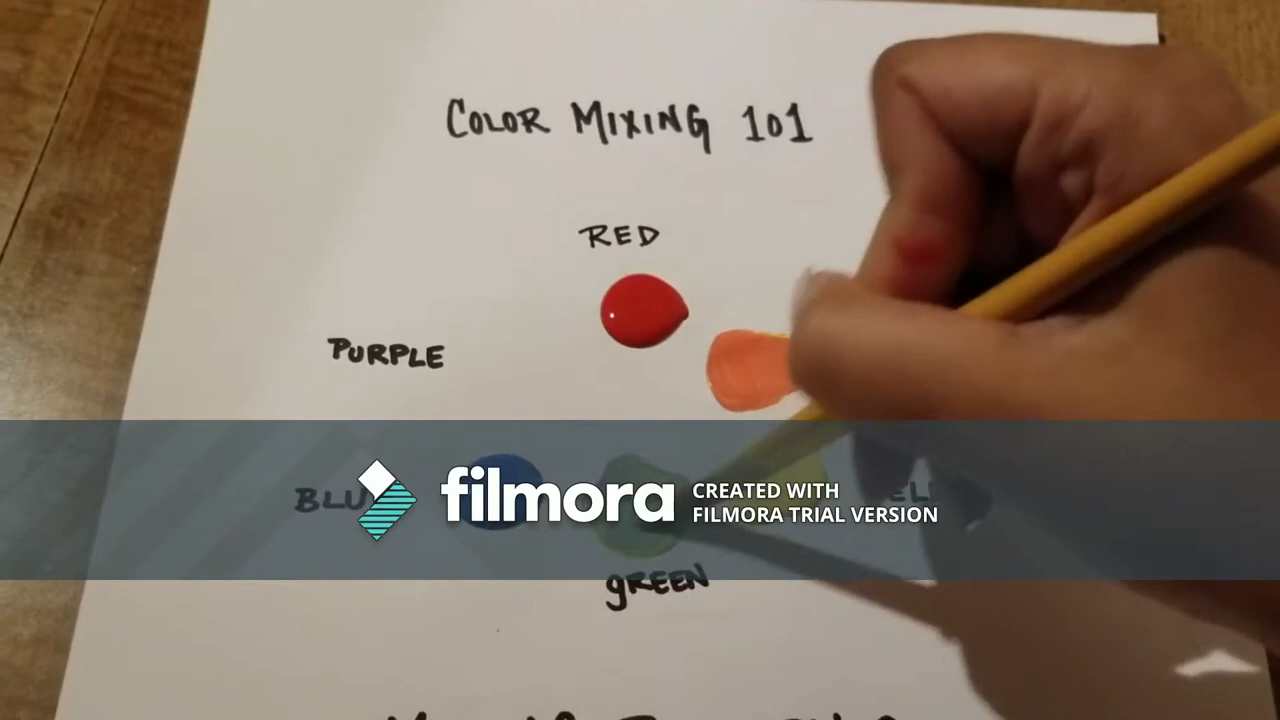 COLOR MIXING 101
RED
PURPLE
filmora
CREATED WITH
FILMORA TRIAL VERSION
gREEN